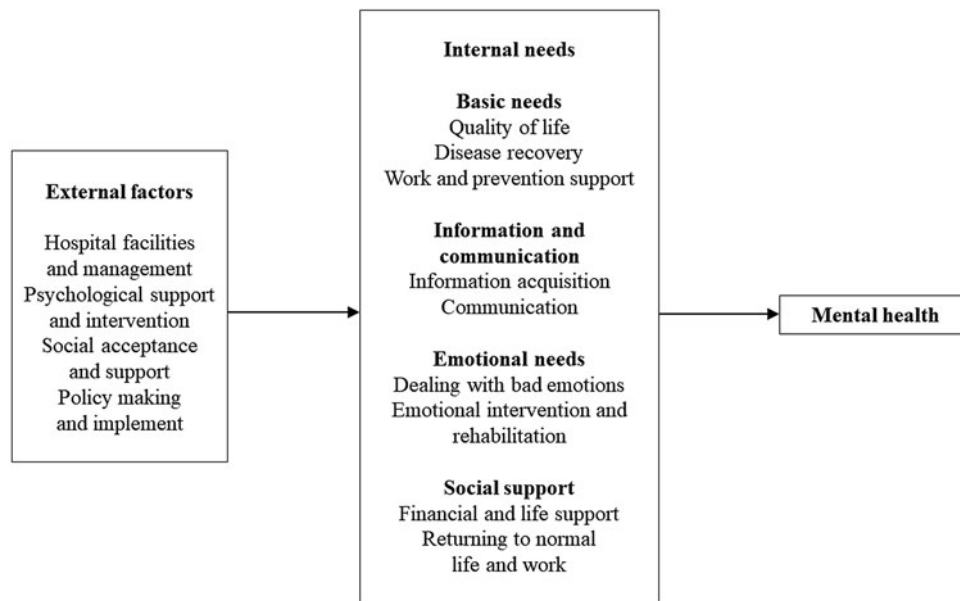 External factors
Hospital facilities
and management
Psychological support
and intervention
Social acceptance
and support
Policy making
and implement
Internal needs
Basic needs
Quality of life
Disease recovery
Work and prevention support
Information and
communication
Information acquisition
Communication
Emotional needs
Dealing with bad emotions
Emotional intervention and
rehabilitation
Social support
Financial and life support
Returning to normal
life and work
Mental health